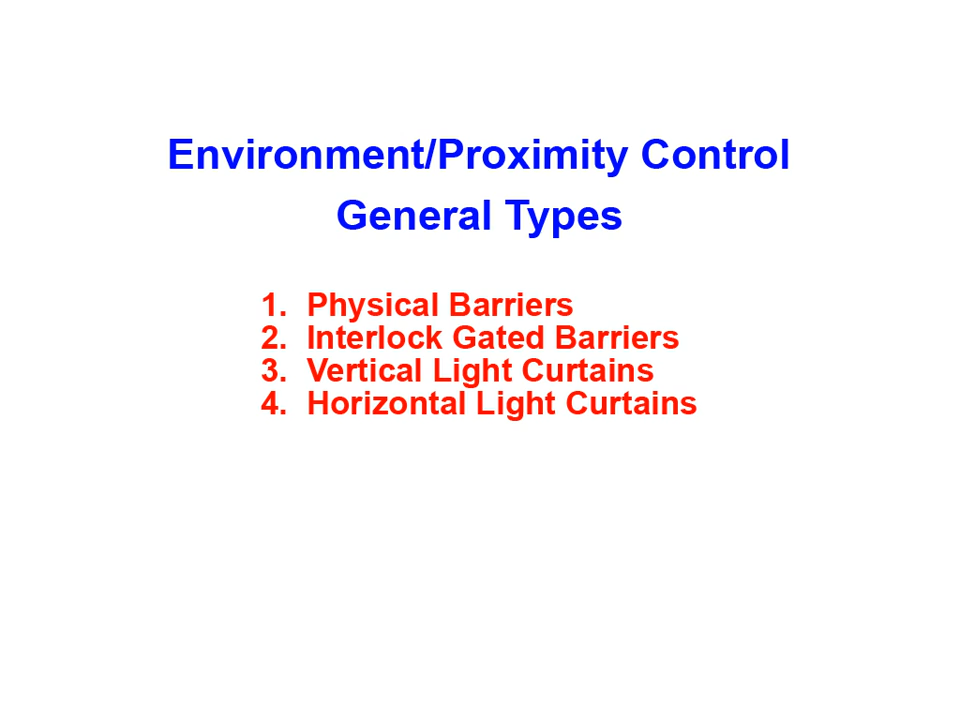 Environment/Proximity Control
General Types
1. Physical Barriers
2. Interlock Gated Barriers
3. Vertical Light Curtains
4. Horizontal Light Curtains